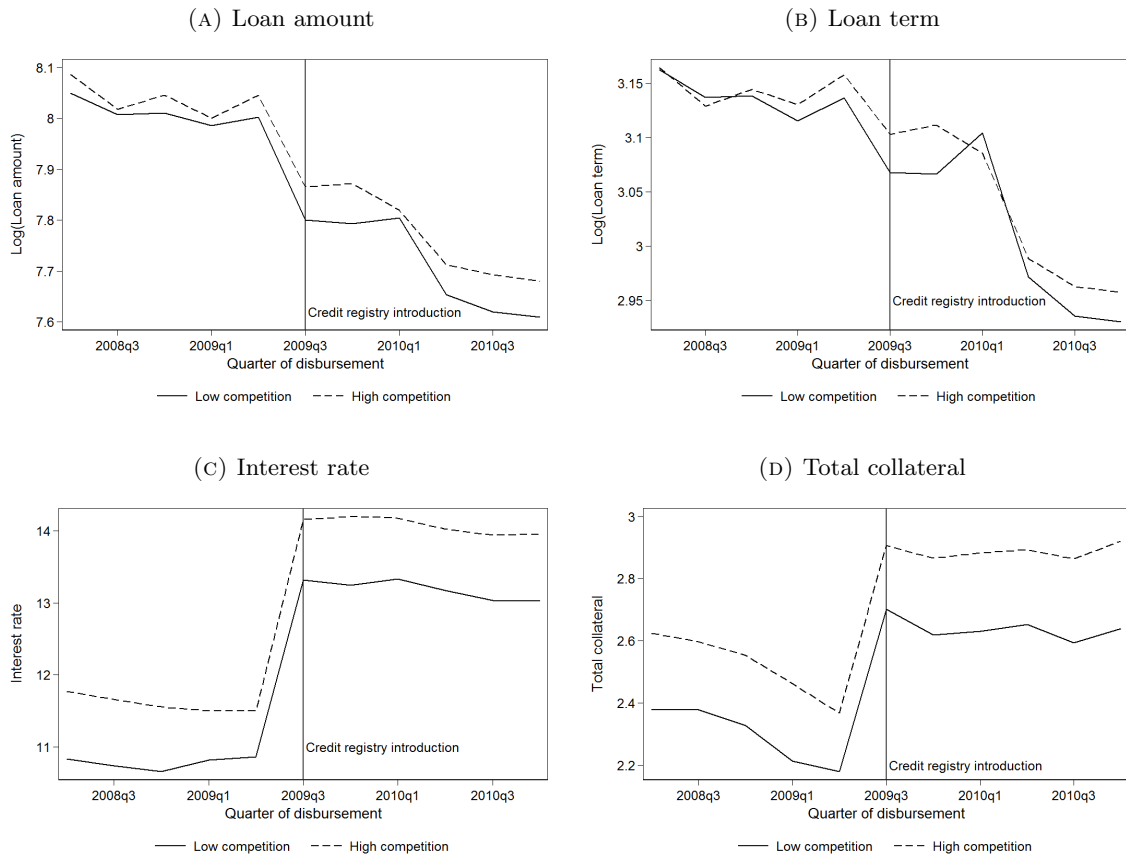 (A) Loan amount
8.1
8
7.9
7.8
7.7
7.6
Log(Loan amount)
Credit registry introduction
2008q3 2009q1 2009q3 2010q1 2010q3
Quarter of disbursement
Low competition High competition
(B) Loan term
3.15
3.1
3.05
3
2.95
Log(Loan term)
Credit registry introduction
2008q3 2009q1 2009q3 2010q1 2010q3
Quarter of disbursement
Low competition High competition
(C) Interest rate
14
13
12
11
Interest rate
Credit registry introduction
2008q3 2009q1 2009q3 2010q1 2010q3
Quarter of disbursement
Low competition High competition
(D) Total collateral
3
2.8
2.6
2.4
2.2
Total collateral
Credit registry introduction
2008q3 2009q1 2009q3 2010q1 2010q3
Quarter of disbursement
Low competition High competition